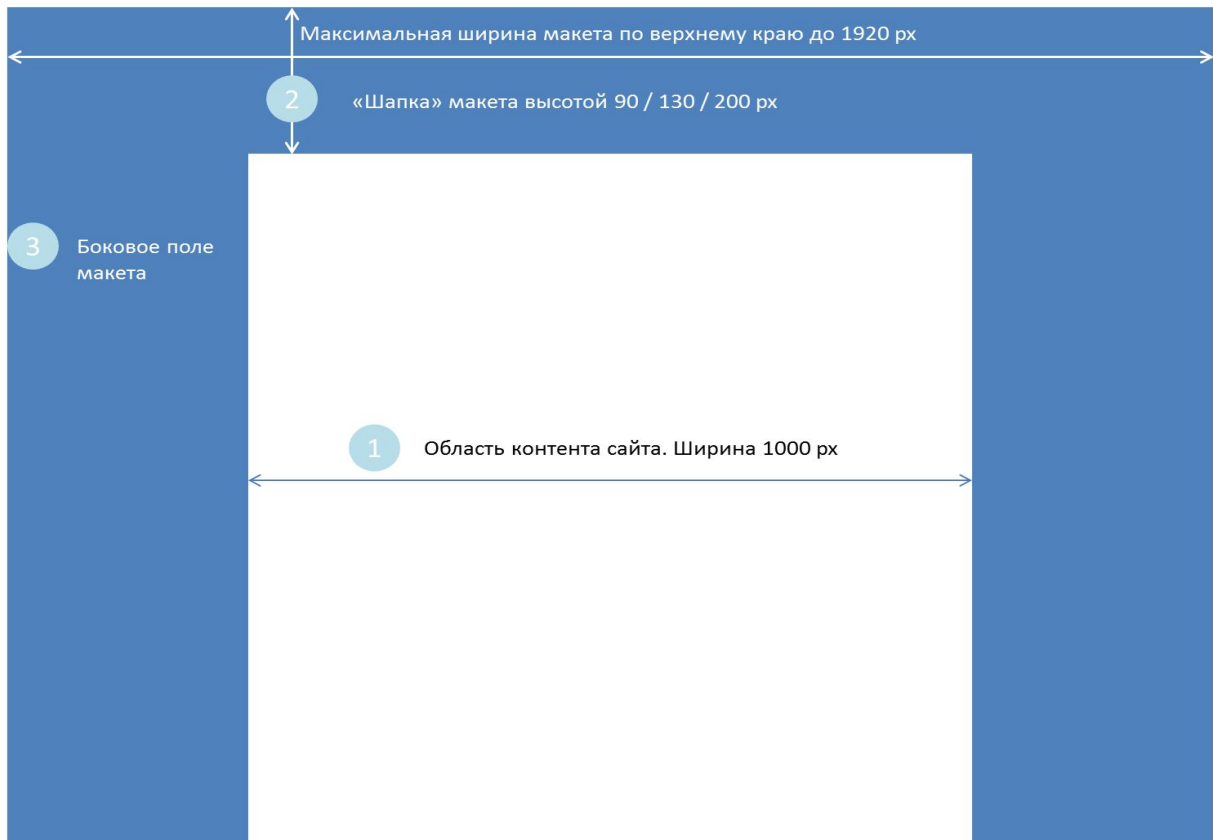 Максимальная ширина макета по верхнему краю до 1920 px
2
«Шапка» макета высотой 90 / 130 / 200 px
3
Боковое поле
макета
1
Область контента сайта. Ширина 1000 px